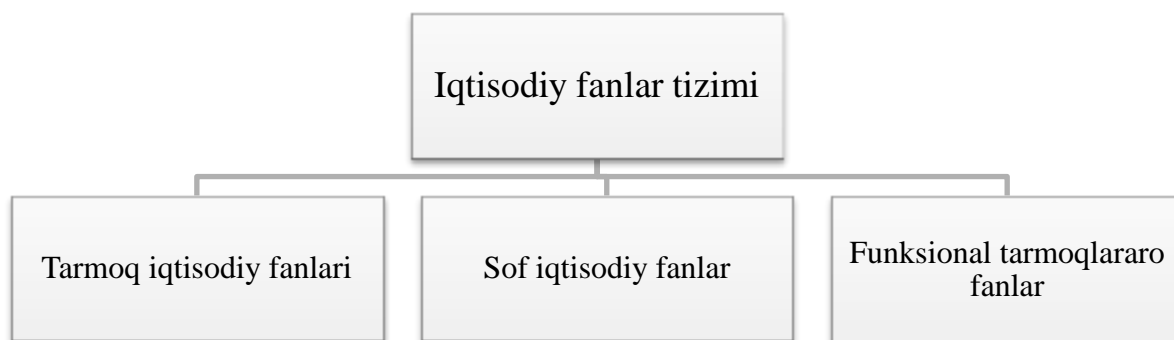 Iqtisodiy fanlar tizimi
Tarmoq iqtisodiy fanlari
Sof iqtisodiy fanlar
Funksional tarmoqlararo
fanlar